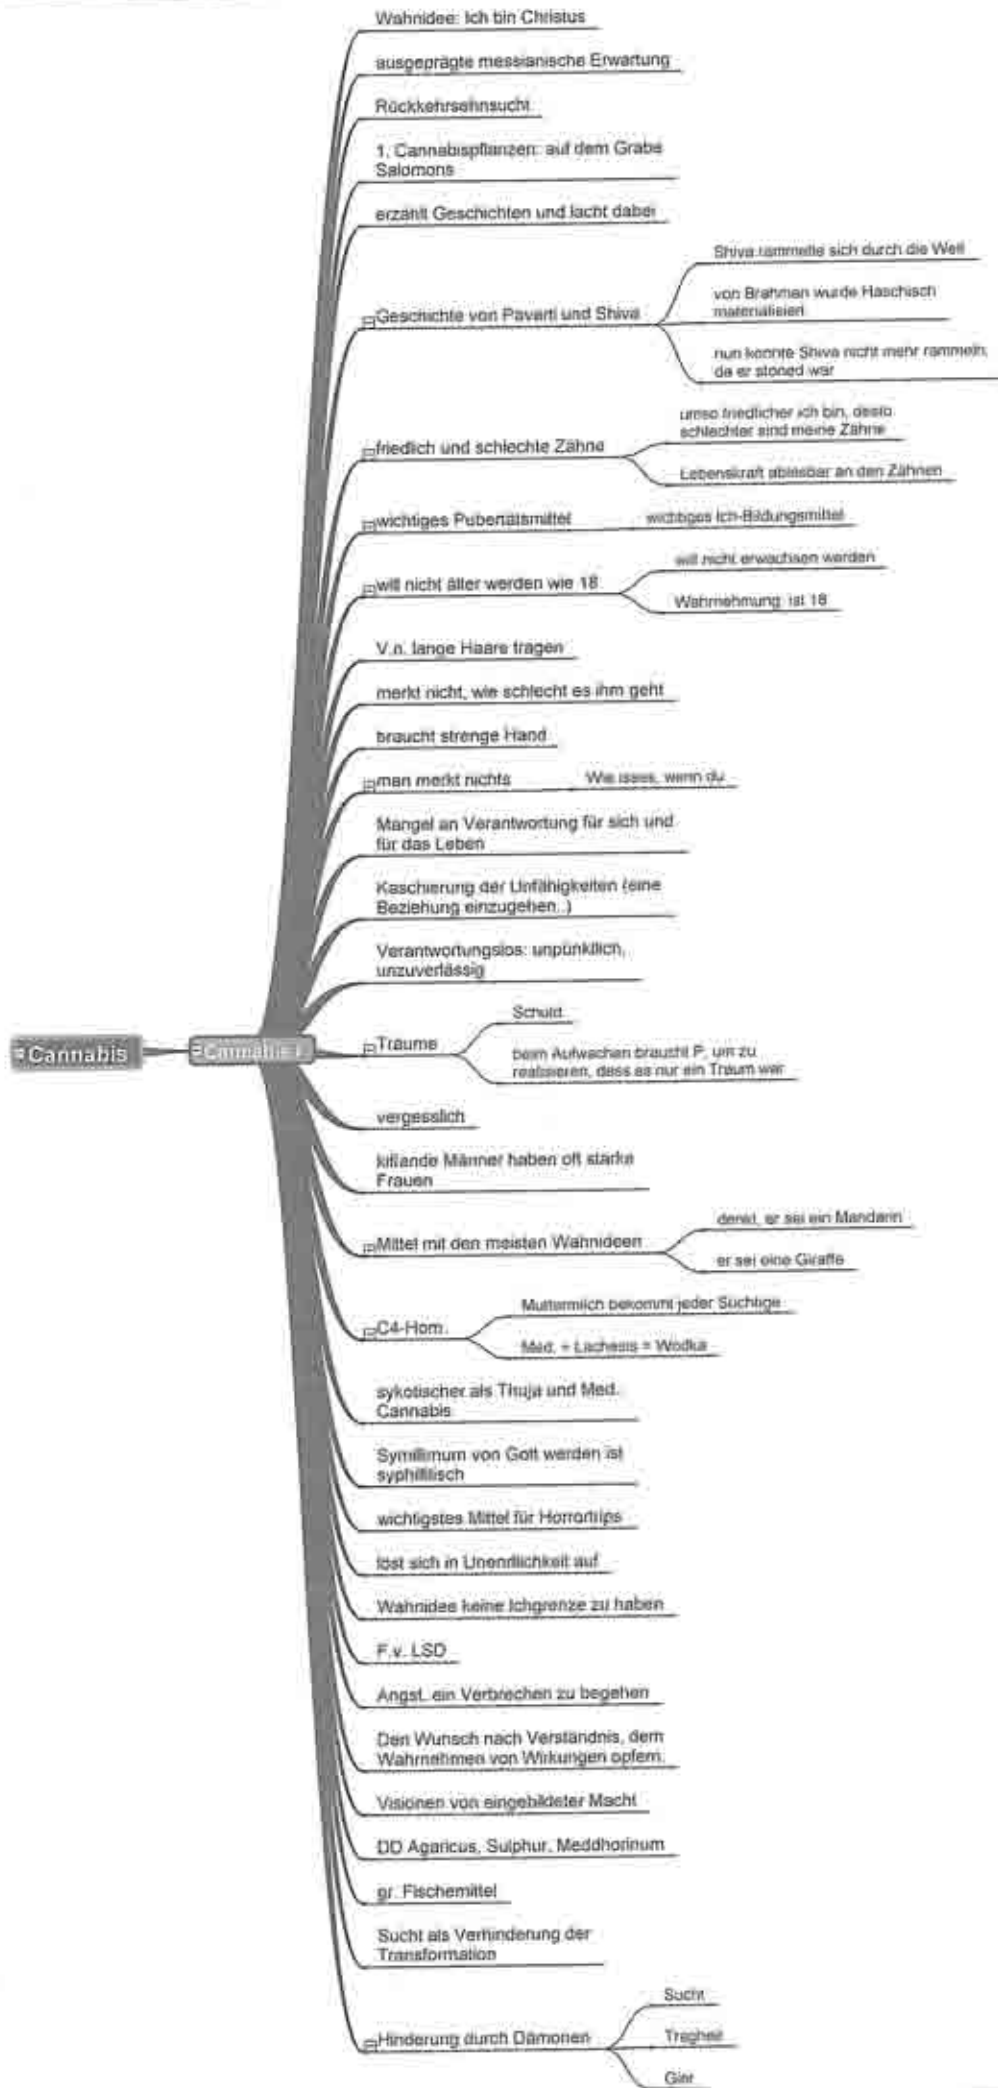 Wahnidee: Ich bin Christus
ausgeprägte messianische Erwartung
Rückkehrsehnsucht
1. Cannabispflanzen: auf dem Grabe
Salomons
erzählt Geschichten und lacht dabei
Geschichte von Pavarti und Shiva
Shiva rammelte sich durch die Welt
von Brahman wurde Haschisch
materialisiert
nun konnte Shiva nicht mehr rammeln,
da er stoned war
friedlich und schlechte Zähne
umso friedlicher ich bin, desto
schlechter sind meine Zähne
Lebenskraft ablesbar an den Zähnen
wichtiges Pubertätsmittel
wichtiges Ich-Bildungsmittel
will nicht älter werden wie 18
will nicht erwachsen werden
Wahrnehmung: ist 18
V.n. lange Haare tragen
merkt nicht, wie schlecht es ihm geht
braucht strenge Hand
man merkt nichts
Wie isses, wenn du
Mangel an Verantwortung für sich und
für das Leben
Kaschierung der Unfähigkeiten (eine
Beziehung einzugehen..)
Verantwortungslos: unpünktlich,
unzuverlässig
Cannabis
Cannabis
Träume
Schuld
beim Aufwachen braucht P, um zu
realisieren, dass es nur ein Traum war
vergesslich
kiffende Männer haben oft starke
Frauen
Mittel mit den meisten Wahnideen
denkt, er sei ein Mandarin
er sei eine Giraffe
C4-Hom.
Muttermilch bekommt jeder Süchtige
Med. + Lachesis = Wodka
sykotischer als Thuja und Med.
Cannabis
Symillimum von Gott werden ist
syphillitisch
wichtigstes Mittel für Horrortrips
löst sich in Unendlichkeit auf
Wahnidee keine Ichgrenze zu haben
F.v. LSD
Angst, ein Verbrechen zu begehen
Den Wunsch nach Verständnis, dem
Wahrnehmen von Wirkungen opfern.
Visionen von eingebildeter Macht
DD Agaricus, Sulphur, Meddhorinum
gr. Fischemittel
Sucht als Verhinderung der
Transformation
Hinderung durch Dämonen
Sucht
Trägheit
Gier